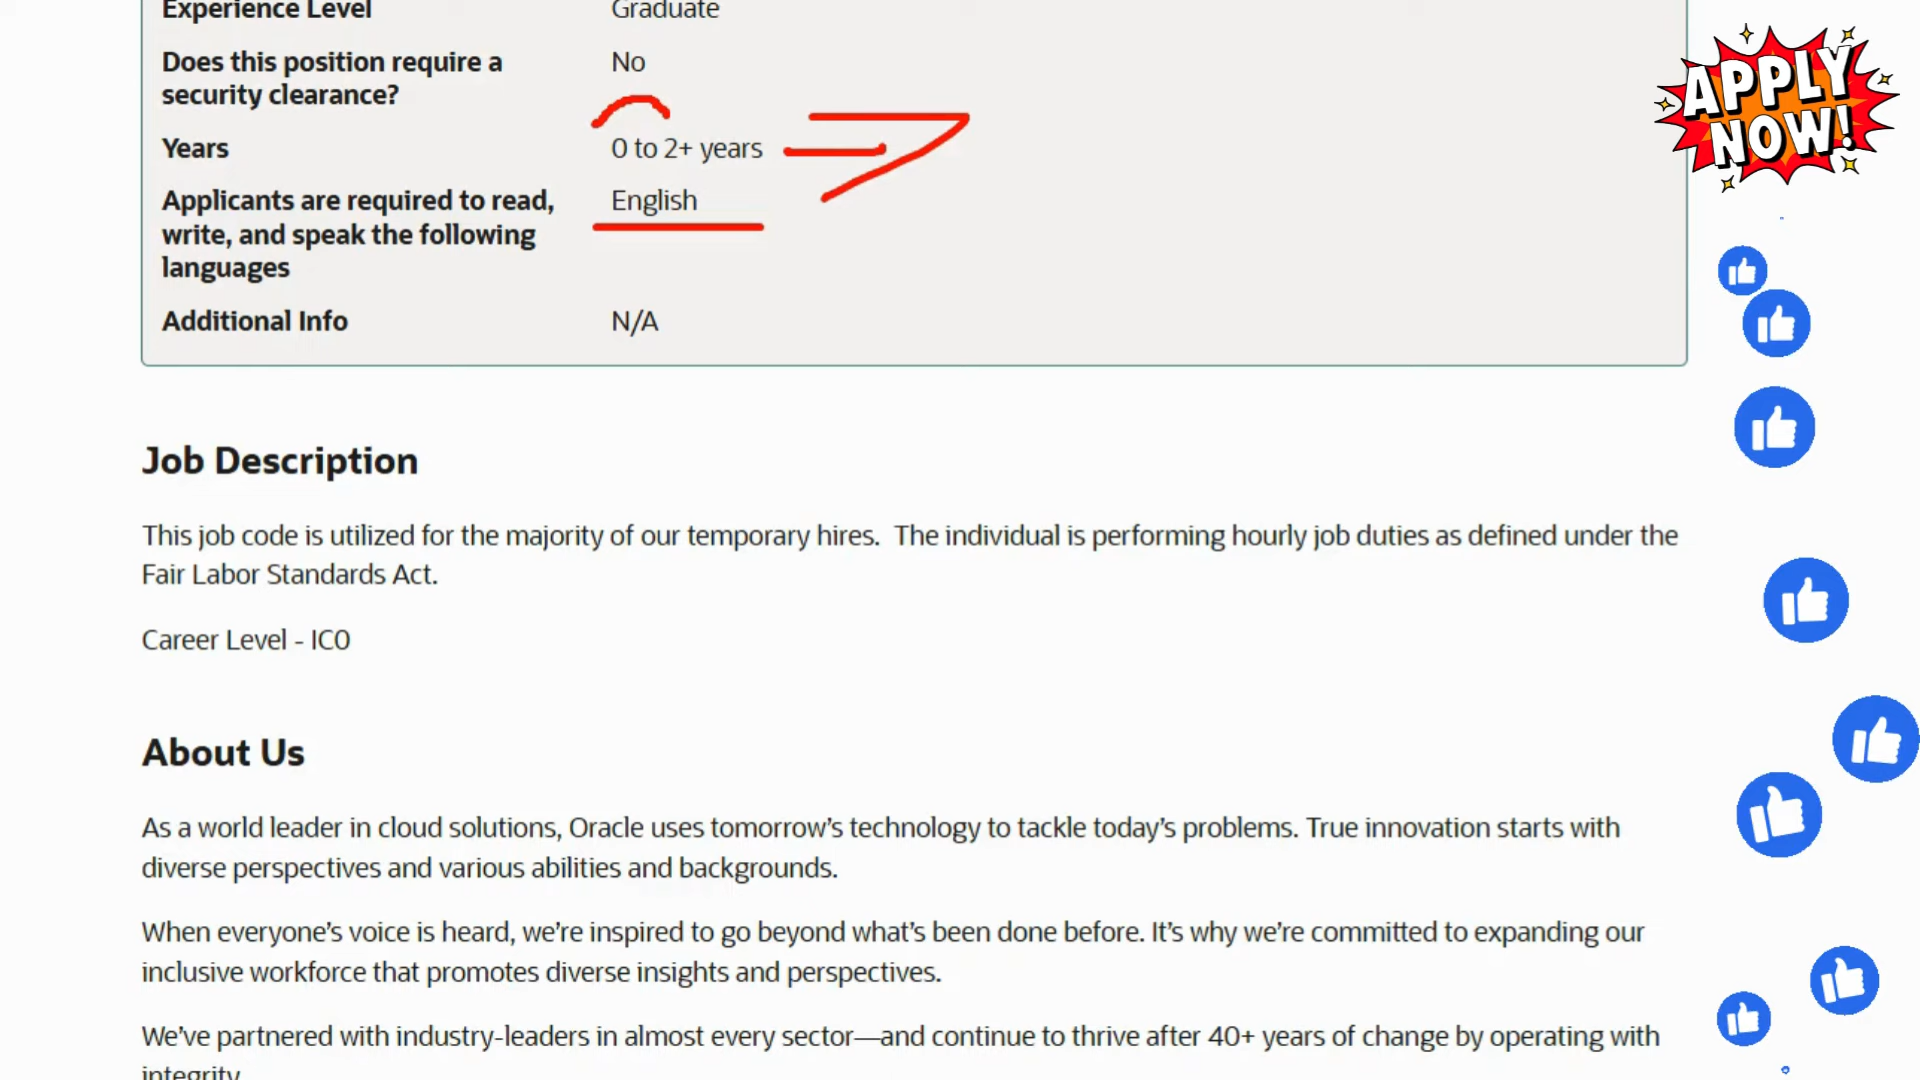 Experience Level Graduate
Does this position require a No
security clearance?
Years 0 to 2+ years
Applicants are required to read, English
write, and speak the following
languages
Additional Info N/A
APPLY
NOW!
Job Description
This job code is utilized for the majority of our temporary hires.  The individual is performing hourly job duties as defined under the
Fair Labor Standards Act.
Career Level - IC0
About Us
As a world leader in cloud solutions, Oracle uses tomorrow’s technology to tackle today’s problems. True innovation starts with
diverse perspectives and various abilities and backgrounds.
When everyone’s voice is heard, we’re inspired to go beyond what’s been done before. It’s why we’re committed to expanding our
inclusive workforce that promotes diverse insights and perspectives.
We’ve partnered with industry-leaders in almost every sector—and continue to thrive after 40+ years of change by operating with
integrity.